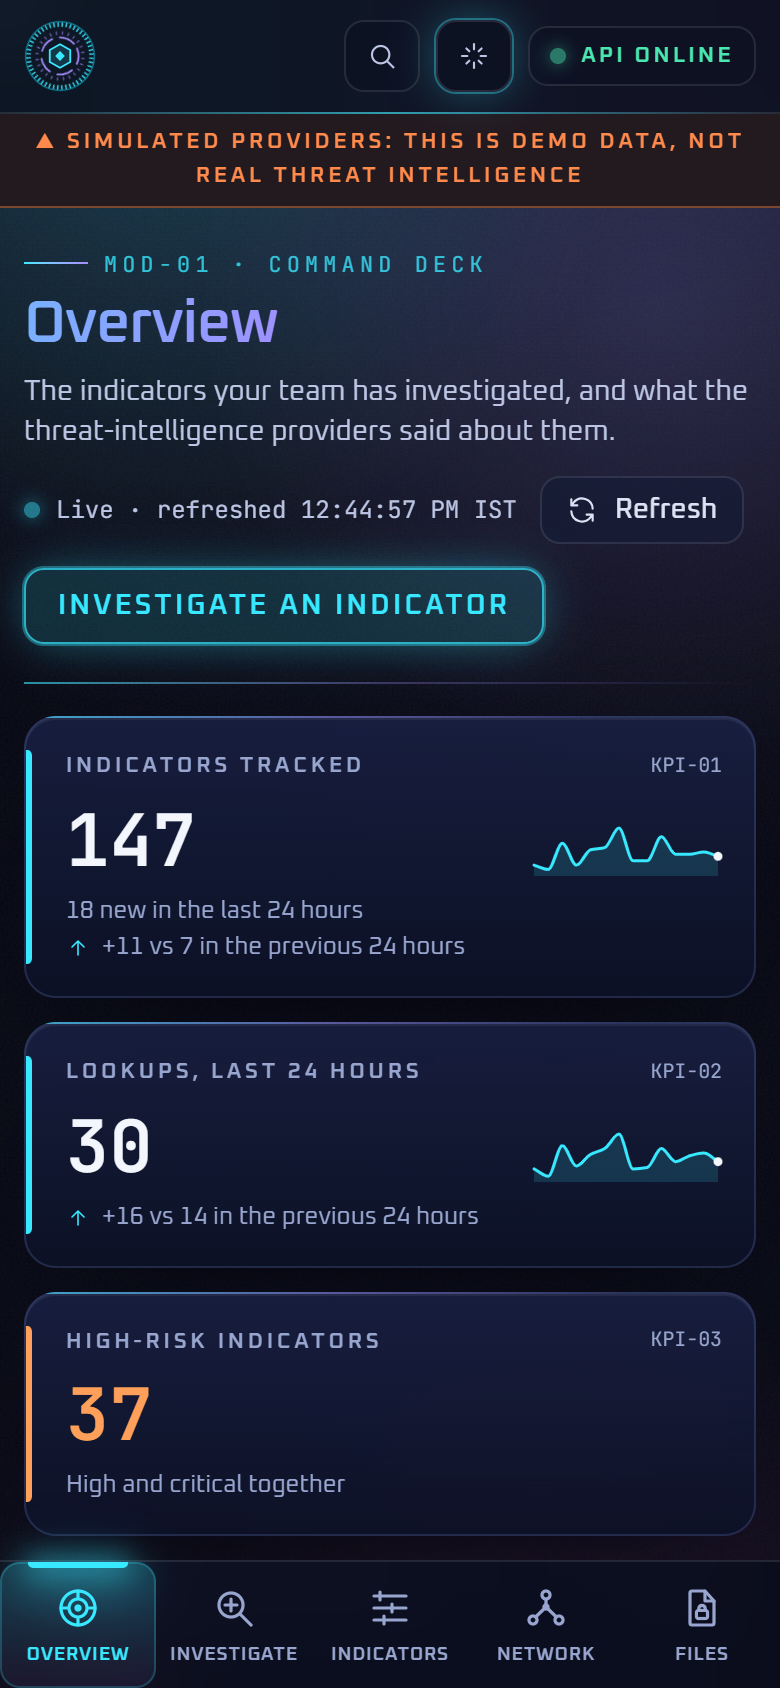 API ONLINE
▲ SIMULATED PROVIDERS: THIS IS DEMO DATA, NOT
REAL THREAT INTELLIGENCE
MOD-01 · COMMAND DECK
Overview
The indicators your team has investigated, and what the
threat-intelligence providers said about them.
Live · refreshed 12:44:57 PM IST
Refresh
INVESTIGATE AN INDICATOR
INDICATORS TRACKED
KPI-01
147
18 new in the last 24 hours
↑ +11 vs 7 in the previous 24 hours
LOOKUPS, LAST 24 HOURS
KPI-02
30
↑ +16 vs 14 in the previous 24 hours
HIGH-RISK INDICATORS
KPI-03
37
High and critical together
OVERVIEW
INVESTIGATE
INDICATORS
NETWORK
FILES